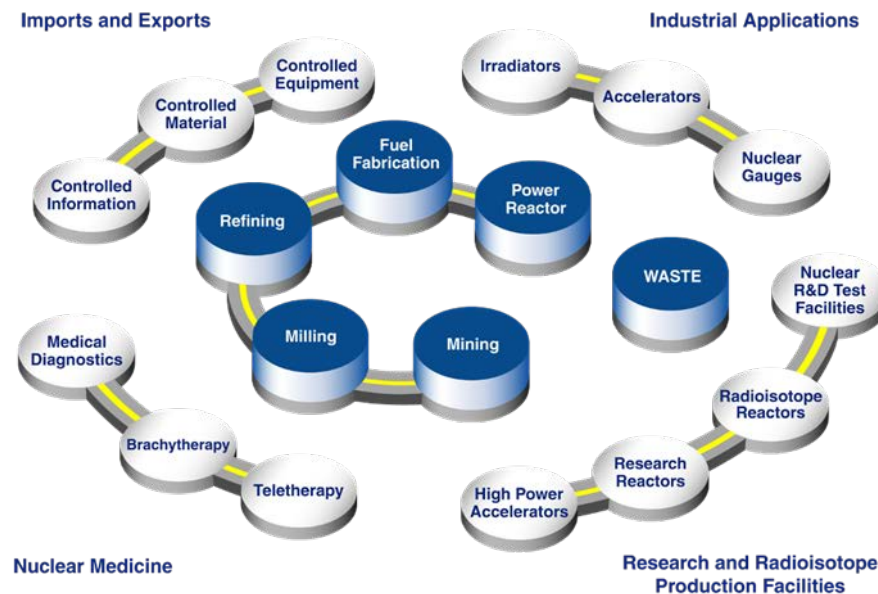 Imports and Exports
Industrial Applications
Controlled
Equipment
Controlled
Material
Controlled
Information
Irradiators
Accelerators
Nuclear
Gauges
Fuel
Fabrication
Power
Reactor
Refining
Milling
Mining
WASTE
Nuclear
R&D Test
Facilities
Radioisotope
Reactors
Research
Reactors
High Power
Accelerators
Medical
Diagnostics
Brachytherapy
Teletherapy
Nuclear Medicine
Research and Radioisotope
Production Facilities